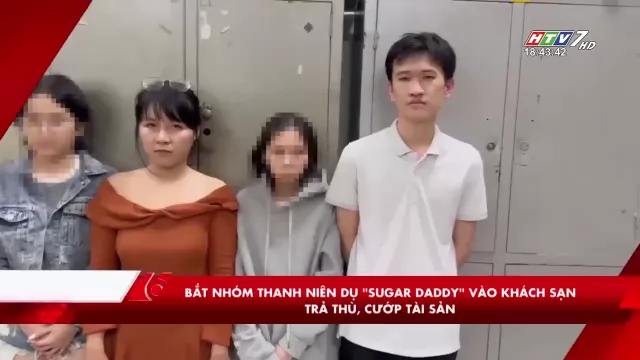 HTV7 HD
18:43:42
BẮT NHÓM THANH NIÊN DỤ "SUGAR DADDY" VÀO KHÁCH SẠN
TRẢ THÙ, CƯỚP TÀI SẢN